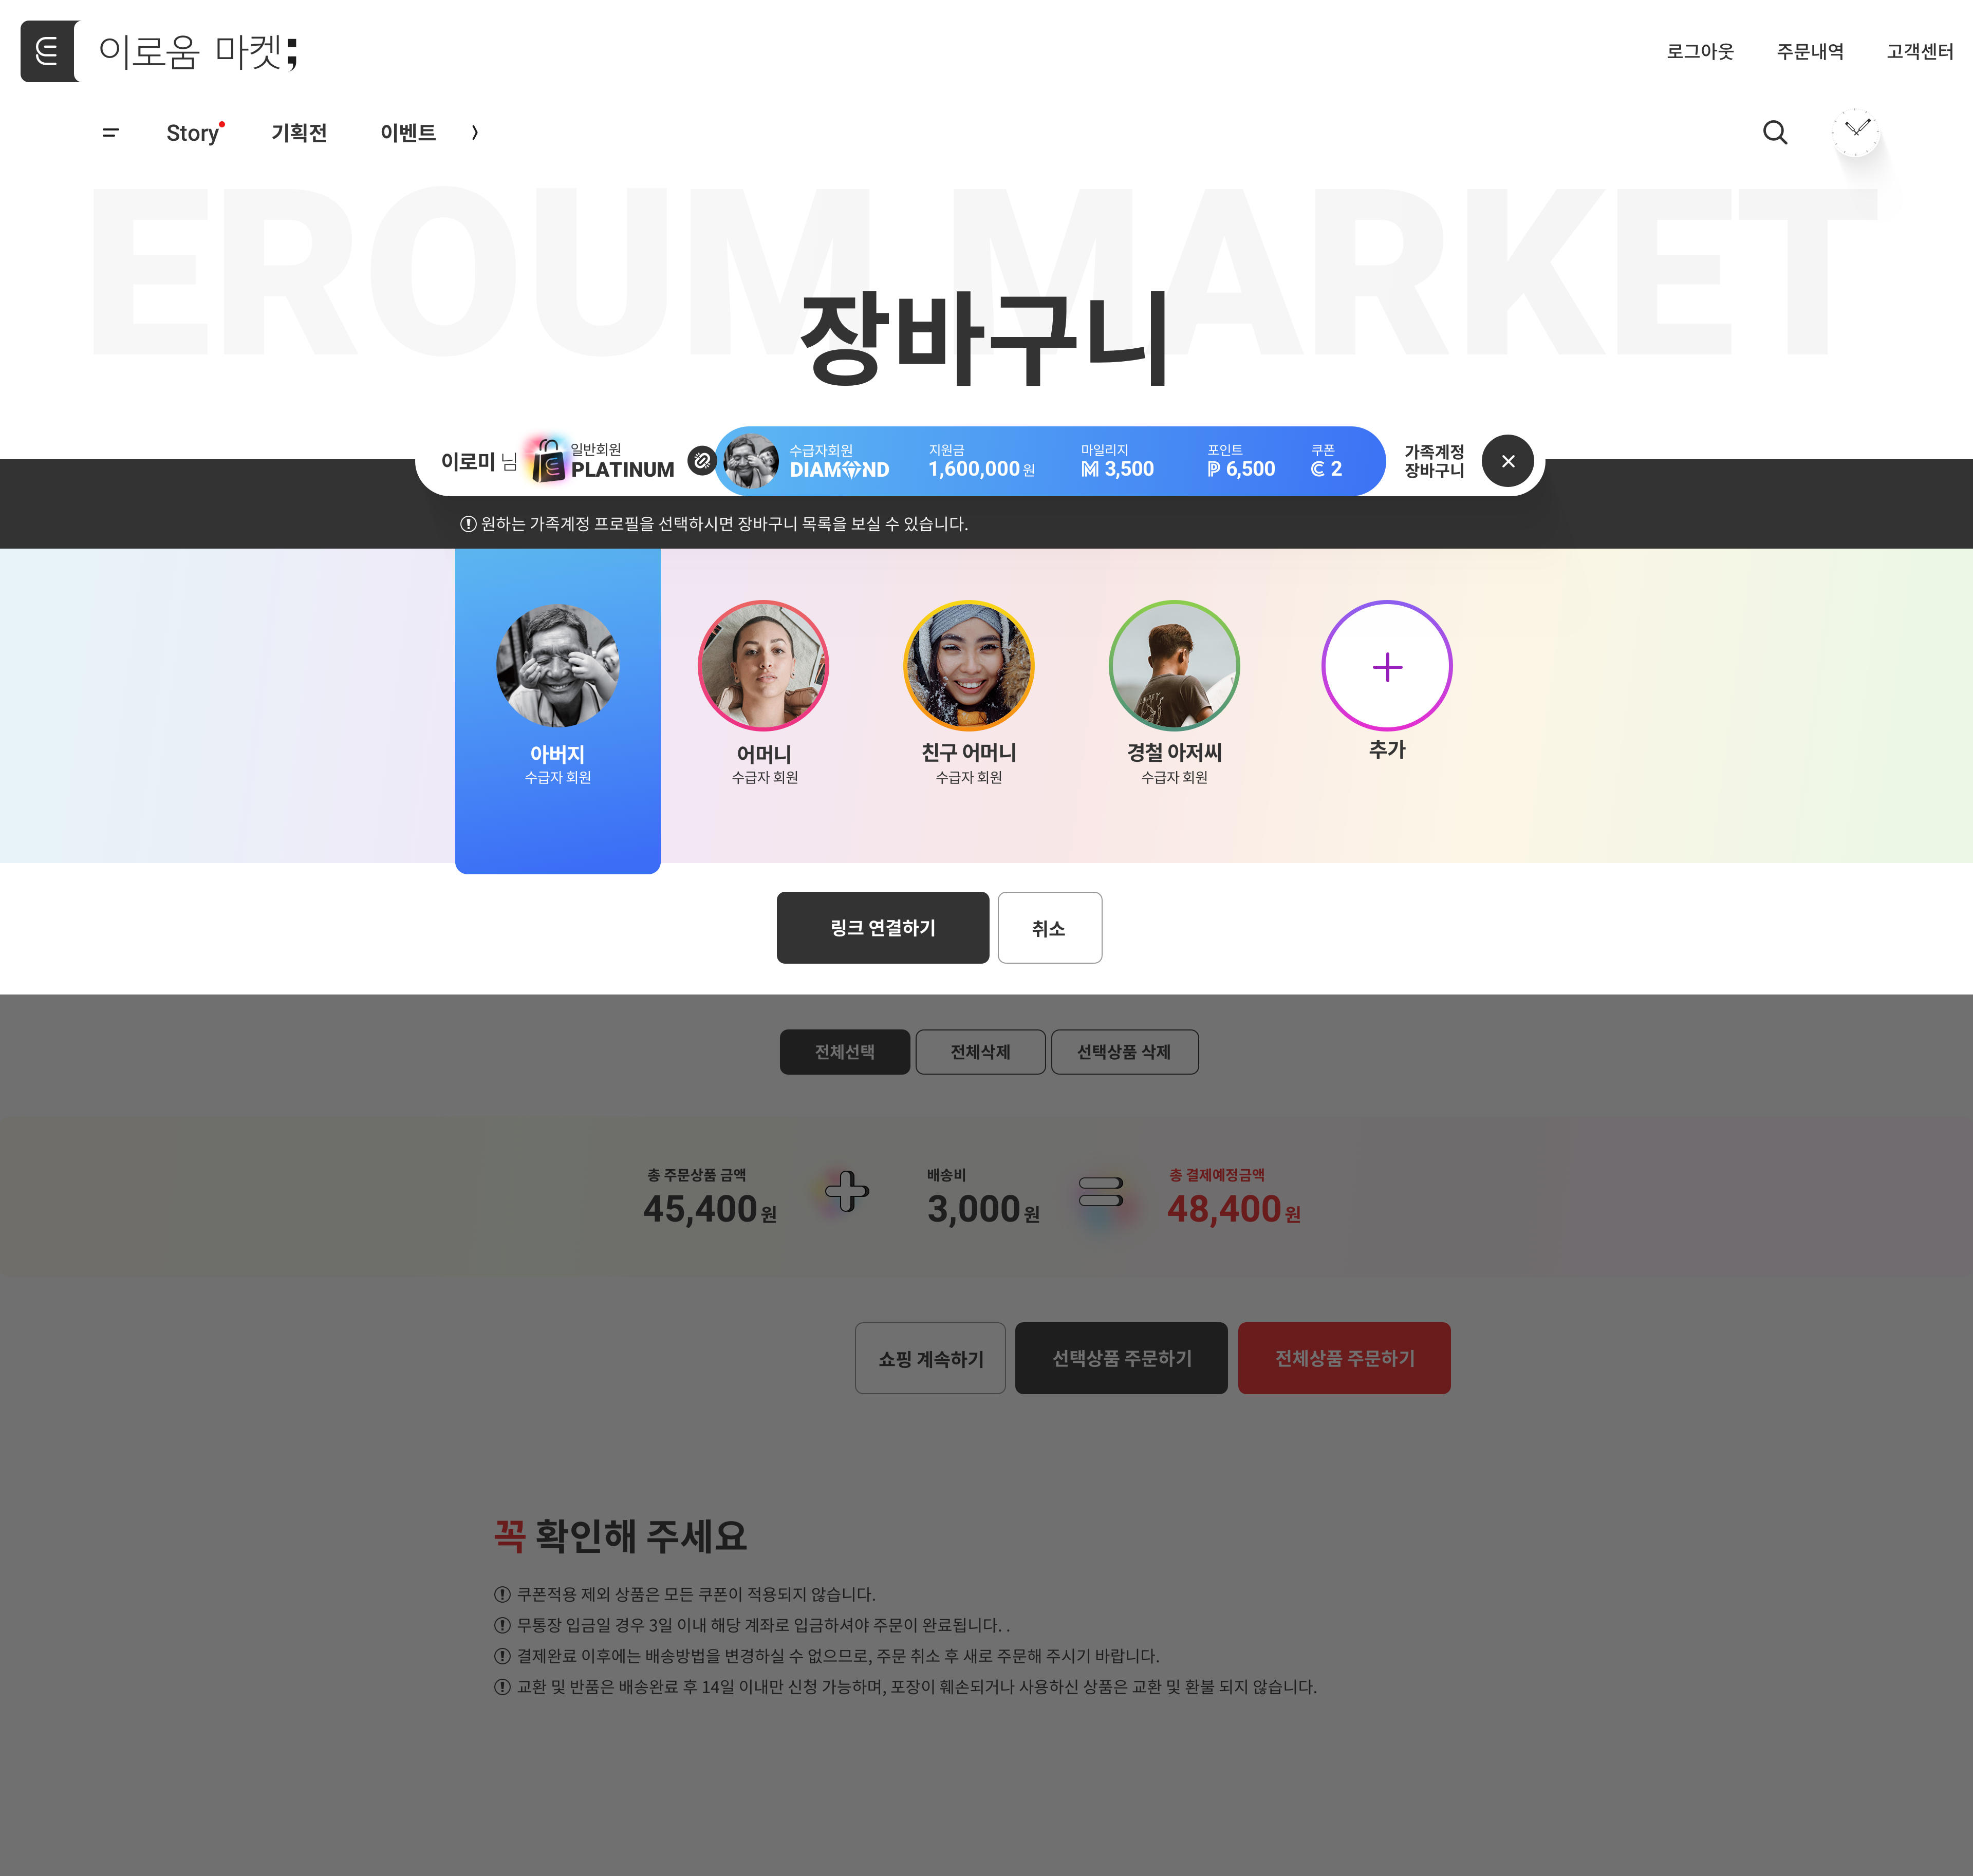 이로움 마켓;
로그아웃 주문내역 고객센터
Story 기획전 이벤트
EROUM MARKET
장바구니
이로미 님
일반회원
PLATINUM
수급자회원
DIAMOND
지원금
1,600,000 원
마일리지
M 3,500
포인트
P 6,500
쿠폰
C 2
가족계정
장바구니
원하는 가족계정 프로필을 선택하시면 장바구니 목록을 보실 수 있습니다.
아버지
수급자 회원
어머니
수급자 회원
친구 어머니
수급자 회원
경철 아저씨
수급자 회원
추가
링크 연결하기
취소
전체선택
전체삭제
선택상품 삭제
총 주문상품 금액
45,400 원
배송비
3,000 원
총 결제예정금액
48,400 원
쇼핑 계속하기
선택상품 주문하기
전체상품 주문하기
꼭 확인해 주세요
쿠폰적용 제외 상품은 모든 쿠폰이 적용되지 않습니다.
무통장 입금일 경우 3일 이내 해당 계좌로 입금하셔야 주문이 완료됩니다. .
결제완료 이후에는 배송방법을 변경하실 수 없으므로, 주문 취소 후 새로 주문해 주시기 바랍니다.
교환 및 반품은 배송완료 후 14일 이내만 신청 가능하며, 포장이 훼손되거나 사용하신 상품은 교환 및 환불 되지 않습니다.